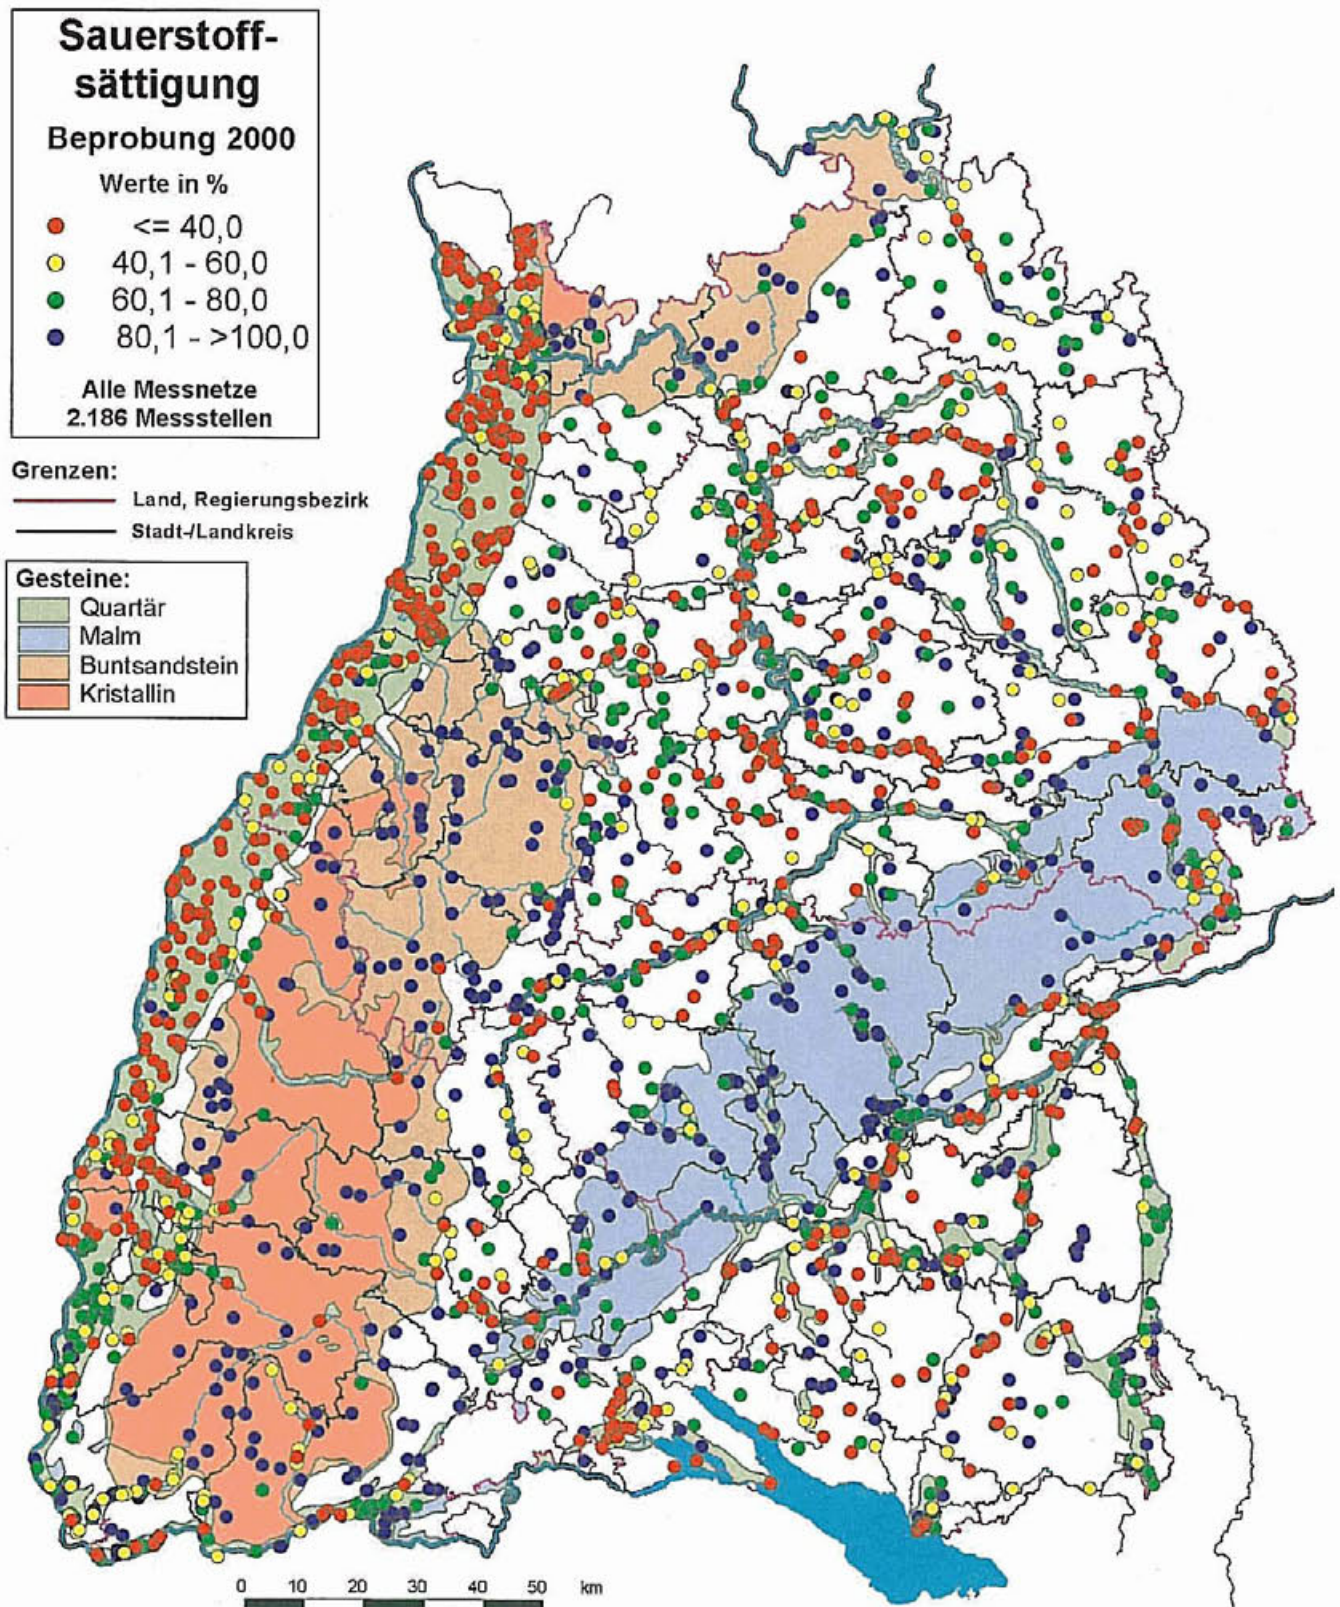 Sauerstoff-
sättigung
Beprobung 2000
Werte in %
<= 40,0
40,1 - 60,0
60,1 - 80,0
80,1 - >100,0
Alle Messnetze
2.186 Messstellen
Grenzen:
Land, Regierungsbezirk
Stadt-/Landkreis
Gesteine:
Quartär
Malm
Buntsandstein
Kristallin
0 10 20 30 40 50 km